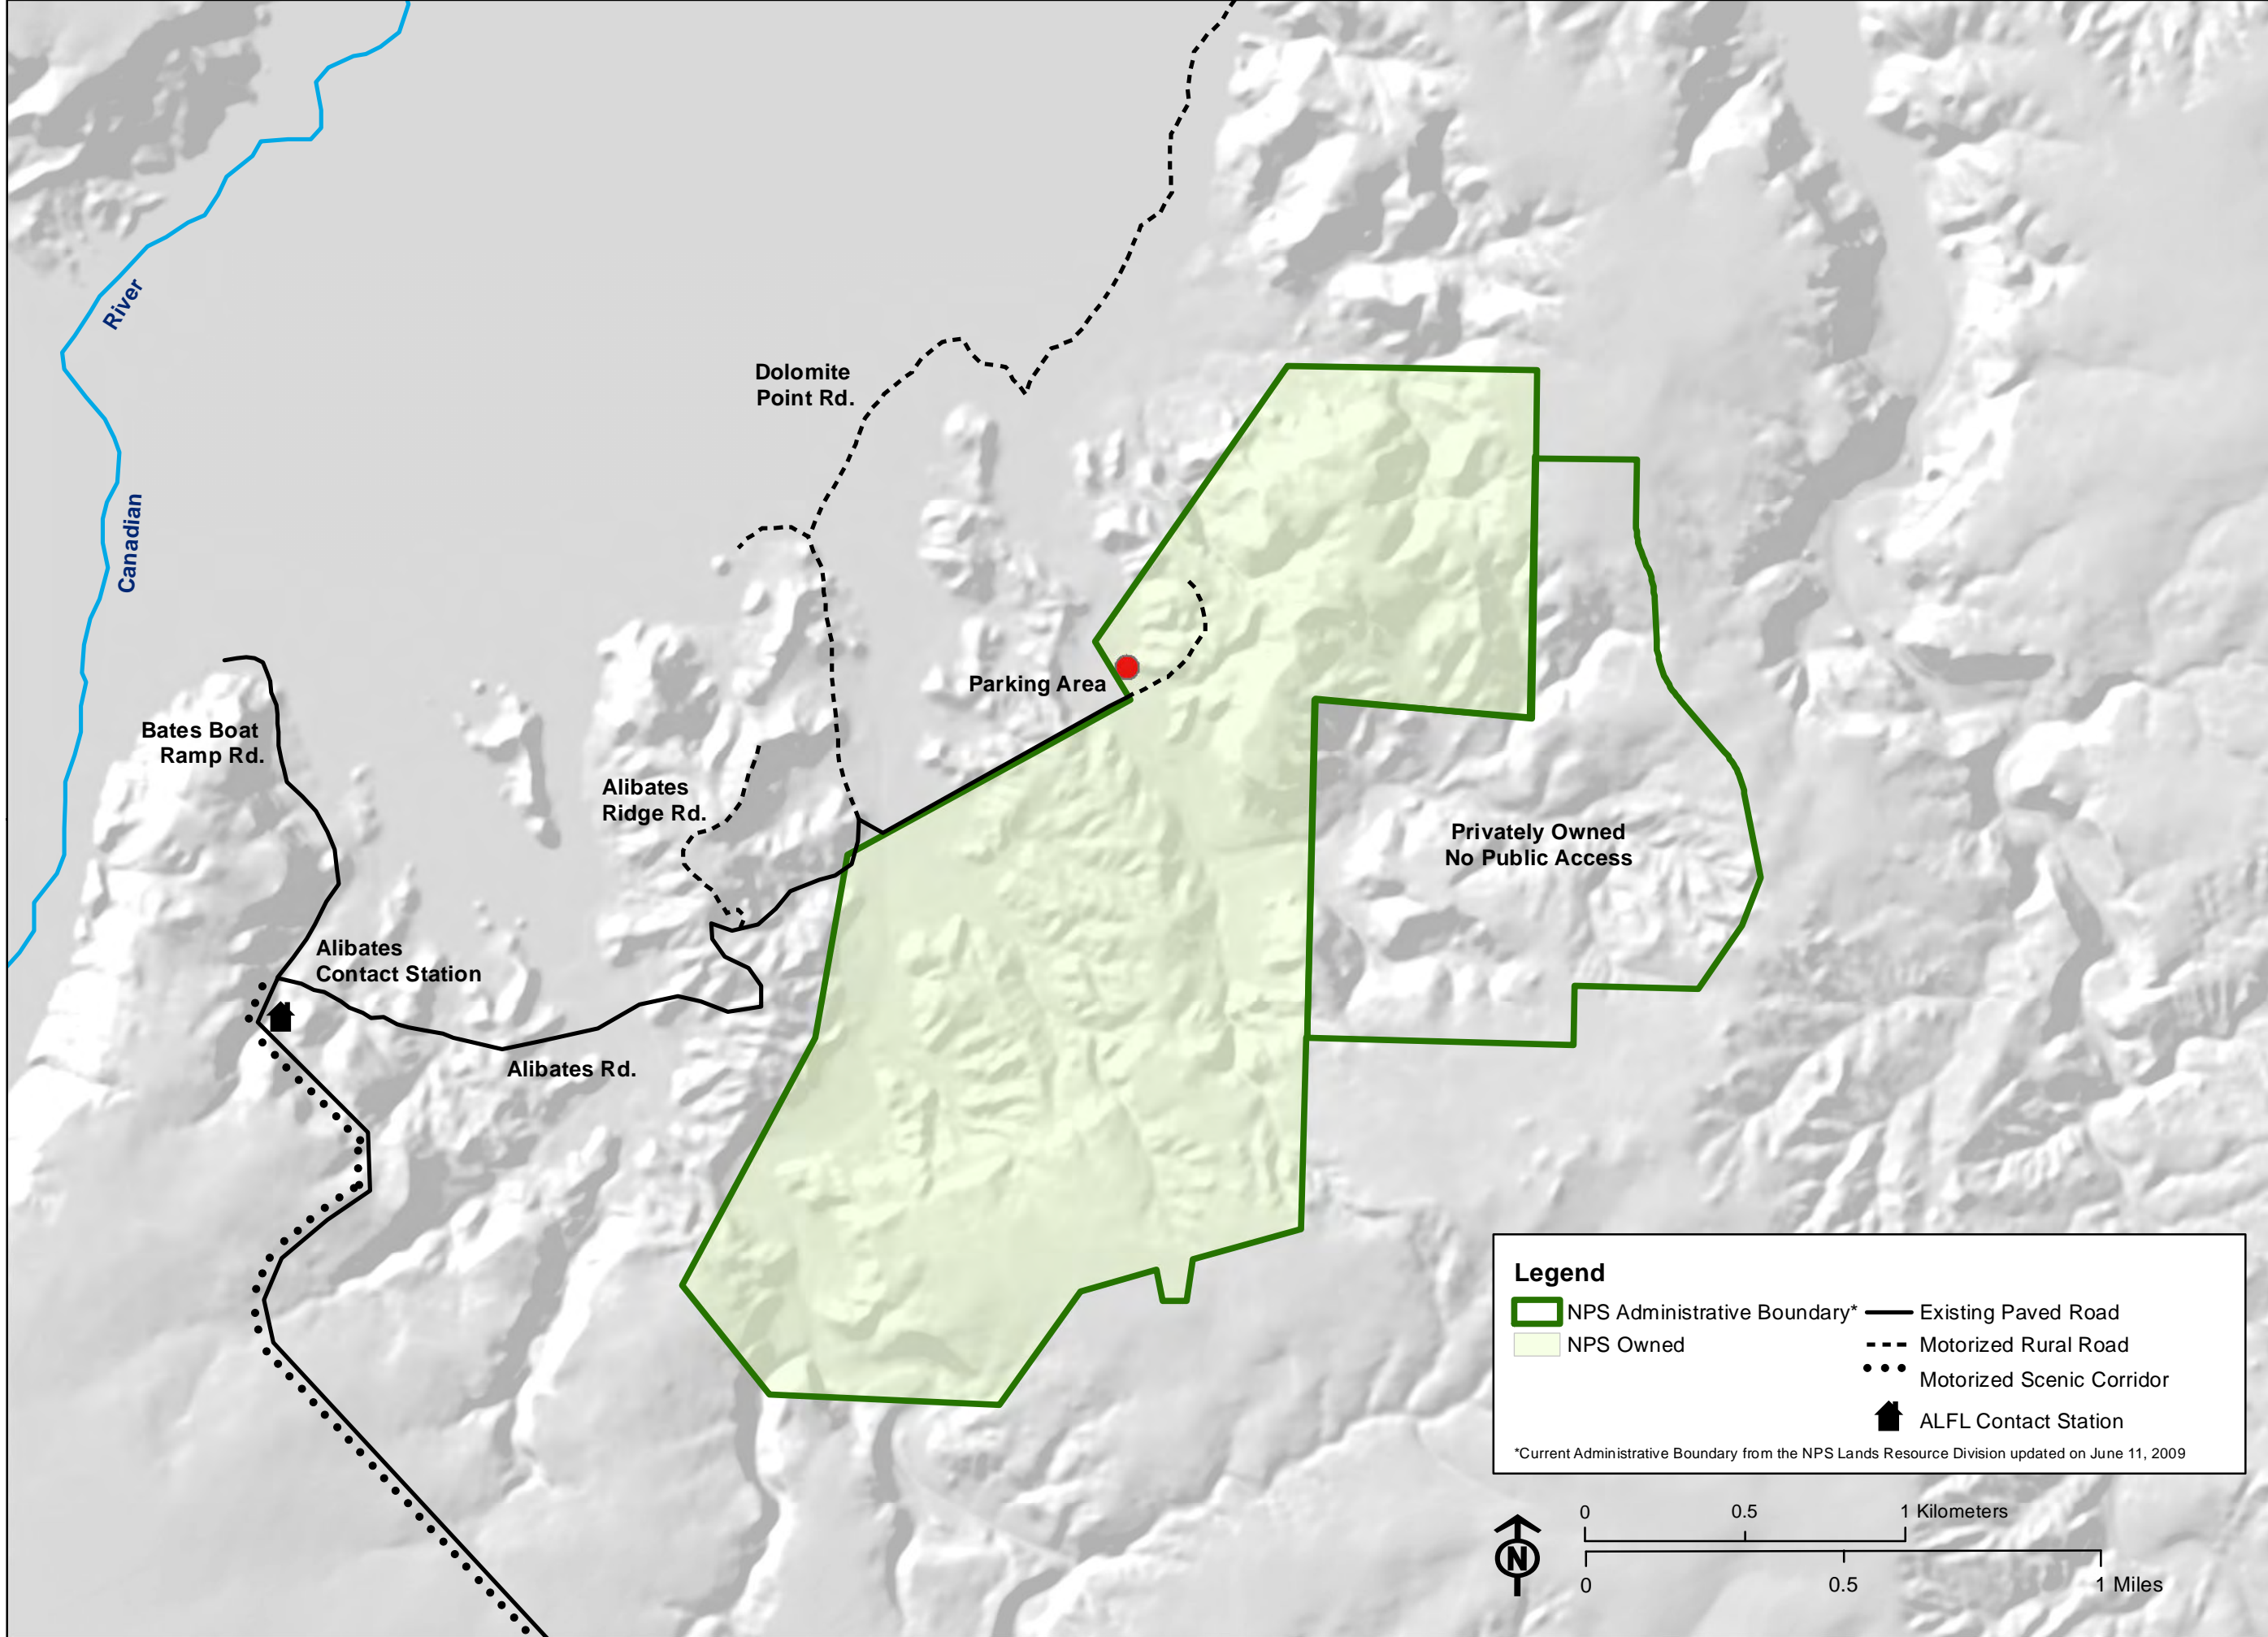 River
Canadian
Dolomite
Point Rd.
Parking Area
Bates Boat
Ramp Rd.
Alibates
Ridge Rd.
Privately Owned
No Public Access
Alibates
Contact Station
Alibates Rd.
Legend
NPS Administrative Boundary*
NPS Owned
Existing Paved Road
Motorized Rural Road
Motorized Scenic Corridor
ALFL Contact Station
*Current Administrative Boundary from the NPS Lands Resource Division updated on June 11, 2009
0 0.5 1 Kilometers
N
0 0.5 1 Miles